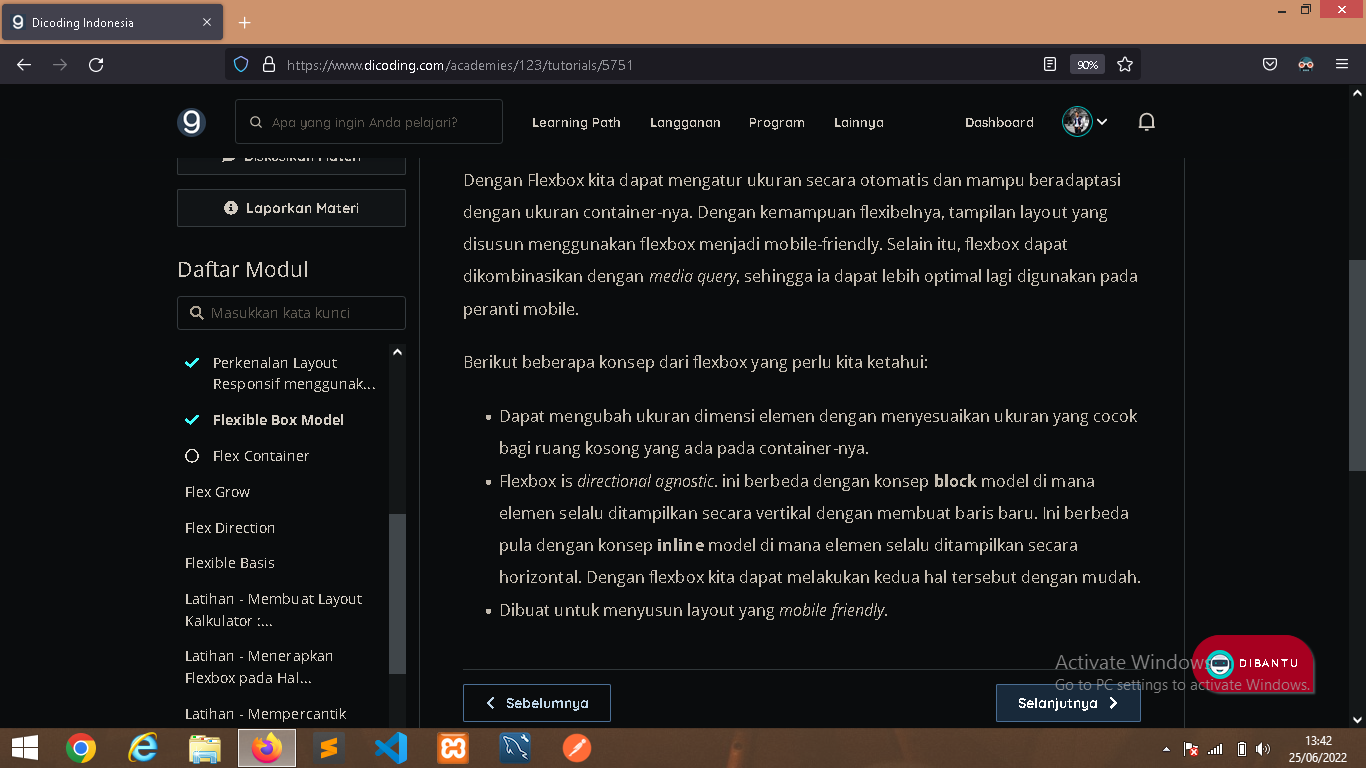 Dicoding Indonesia
https://www.dicoding.com/academies/123/tutorials/5751
90%
Apa yang ingin Anda pelajari?
Learning Path
Langganan
Program
Lainnya
Dashboard
Diskusikan Materi
Laporkan Materi
Daftar Modul
Masukkan kata kunci
Perkenalan Layout
Responsif menggunak...
Flexible Box Model
Flex Container
Flex Grow
Flex Direction
Flexible Basis
Latihan - Membuat Layout
Kalkulator :...
Latihan - Menerapkan
Flexbox pada Hal...
Latihan - Mempercantik
Dengan Flexbox kita dapat mengatur ukuran secara otomatis dan mampu beradaptasi
dengan ukuran container-nya. Dengan kemampuan flexibelnya, tampilan layout yang
disusun menggunakan flexbox menjadi mobile-friendly. Selain itu, flexbox dapat
dikombinasikan dengan media query, sehingga ia dapat lebih optimal lagi digunakan pada
peranti mobile.
Berikut beberapa konsep dari flexbox yang perlu kita ketahui:
Dapat mengubah ukuran dimensi elemen dengan menyesuaikan ukuran yang cocok
bagi ruang kosong yang ada pada container-nya.
Flexbox is directional agnostic. ini berbeda dengan konsep block model di mana
elemen selalu ditampilkan secara vertikal dengan membuat baris baru. Ini berbeda
pula dengan konsep inline model di mana elemen selalu ditampilkan secara
horizontal. Dengan flexbox kita dapat melakukan kedua hal tersebut dengan mudah.
Dibuat untuk menyusun layout yang mobile friendly.
Sebelumnya
Selanjutnya
DIBANTU
Activate Windows
Go to PC settings to activate Windows.
13:42
25/06/2022